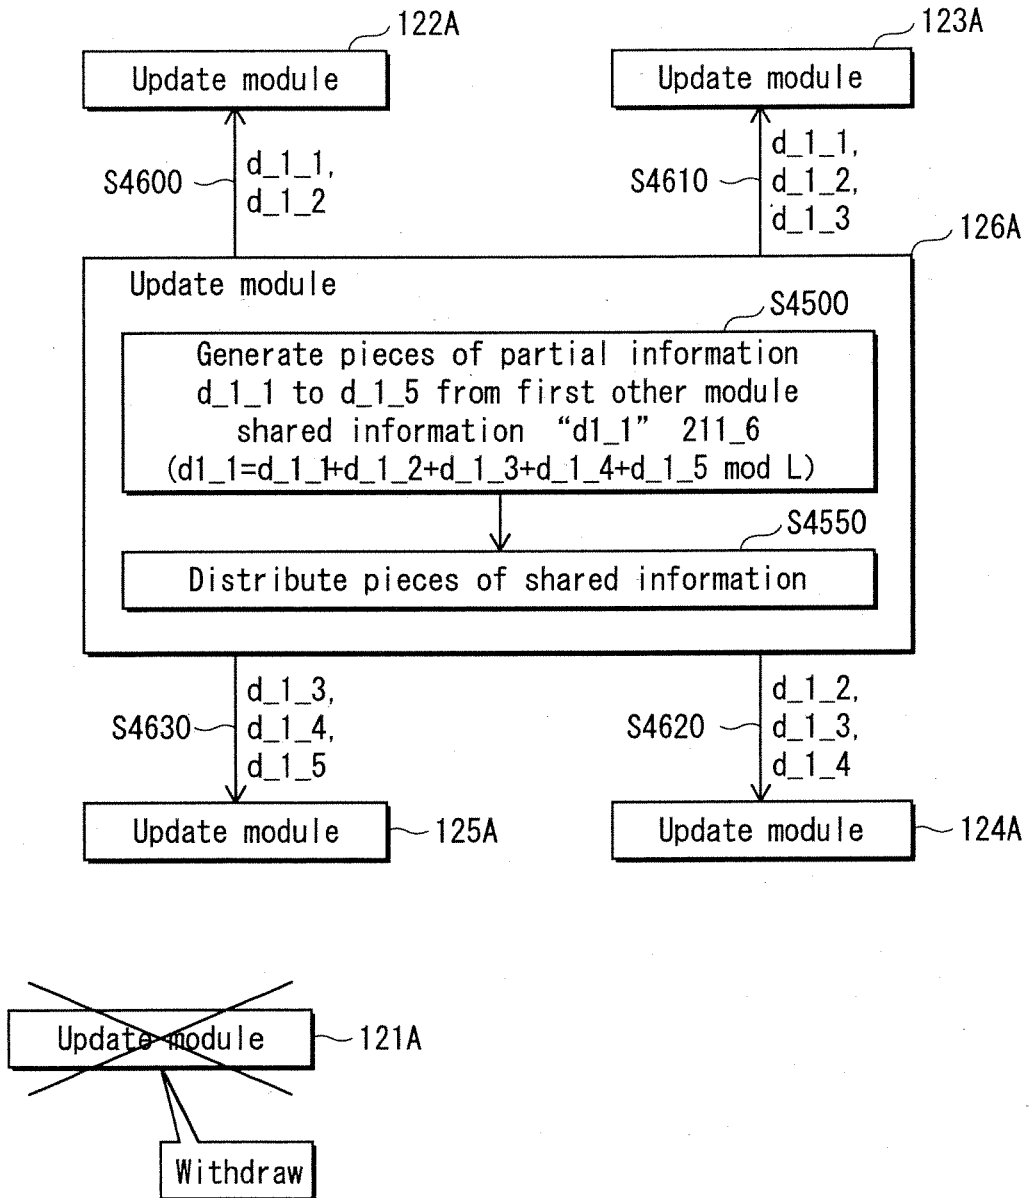 122A
123A
Update module
Update module
S4600
d_1_1,
d_1_2
S4610
d_1_1,
d_1_2,
d_1_3
126A
Update module
S4500
Generate pieces of partial information
d_1_1 to d_1_5 from first other module
shared information “d1_1” 211_6
(d1_1=d_1_1+d_1_2+d_1_3+d_1_4+d_1_5 mod L)
S4550
Distribute pieces of shared information
S4630
d_1_3,
d_1_4,
d_1_5
S4620
d_1_2,
d_1_3,
d_1_4
Update module
125A
Update module
124A
Update module
121A
Withdraw